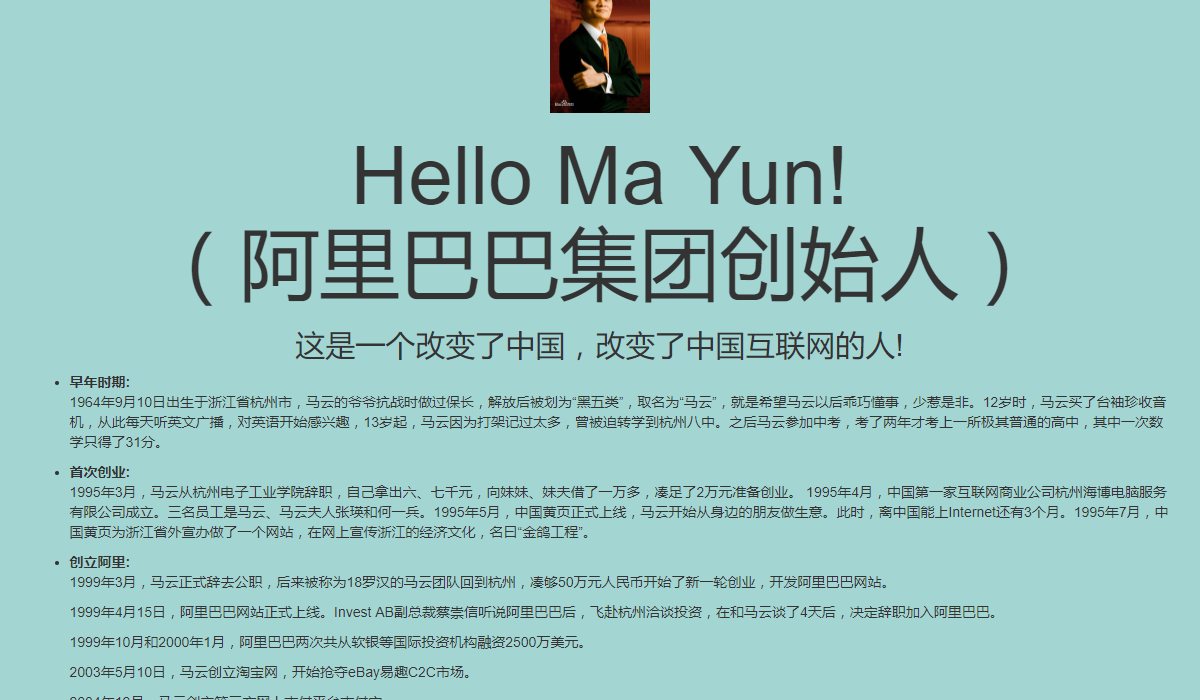 Hello Ma Yun!
（阿里巴巴集团创始人）
这是一个改变了中国，改变了中国互联网的人!
早年时期:
1964年9月10日出生于浙江省杭州市，马云的爷爷抗战时做过保长，解放后被划为“黑五类”，取名为“马云”，就是希望马云以后乖巧懂事，少惹是非。12岁时，马云买了台袖珍收音
机，从此每天听英文广播，对英语开始感兴趣，13岁起，马云因为打架记过太多，曾被迫转学到杭州八中。之后马云参加中考，考了两年才考上一所极其普通的高中，其中一次数
学只得了31分。
首次创业:
1995年3月，马云从杭州电子工业学院辞职，自己拿出六、七千元，向妹妹、妹夫借了一万多，凑足了2万元准备创业。 1995年4月，中国第一家互联网商业公司杭州海博电脑服务
有限公司成立。三名员工是马云、马云夫人张瑛和何一兵。1995年5月，中国黄页正式上线，马云开始从身边的朋友做生意。此时，离中国能上Internet还有3个月。1995年7月，中
国黄页为浙江省外宣办做了一个网站，在网上宣传浙江的经济文化，名曰“金鸽工程”。
创立阿里:
1999年3月，马云正式辞去公职，后来被称为18罗汉的马云团队回到杭州，凑够50万元人民币开始了新一轮创业，开发阿里巴巴网站。
1999年4月15日，阿里巴巴网站正式上线。Invest AB副总裁蔡崇信听说阿里巴巴后，飞赴杭州洽谈投资，在和马云谈了4天后，决定辞职加入阿里巴巴。
1999年10月和2000年1月，阿里巴巴两次共从软银等国际投资机构融资2500万美元。
2003年5月10日，马云创立淘宝网，开始抢夺eBay易趣C2C市场。